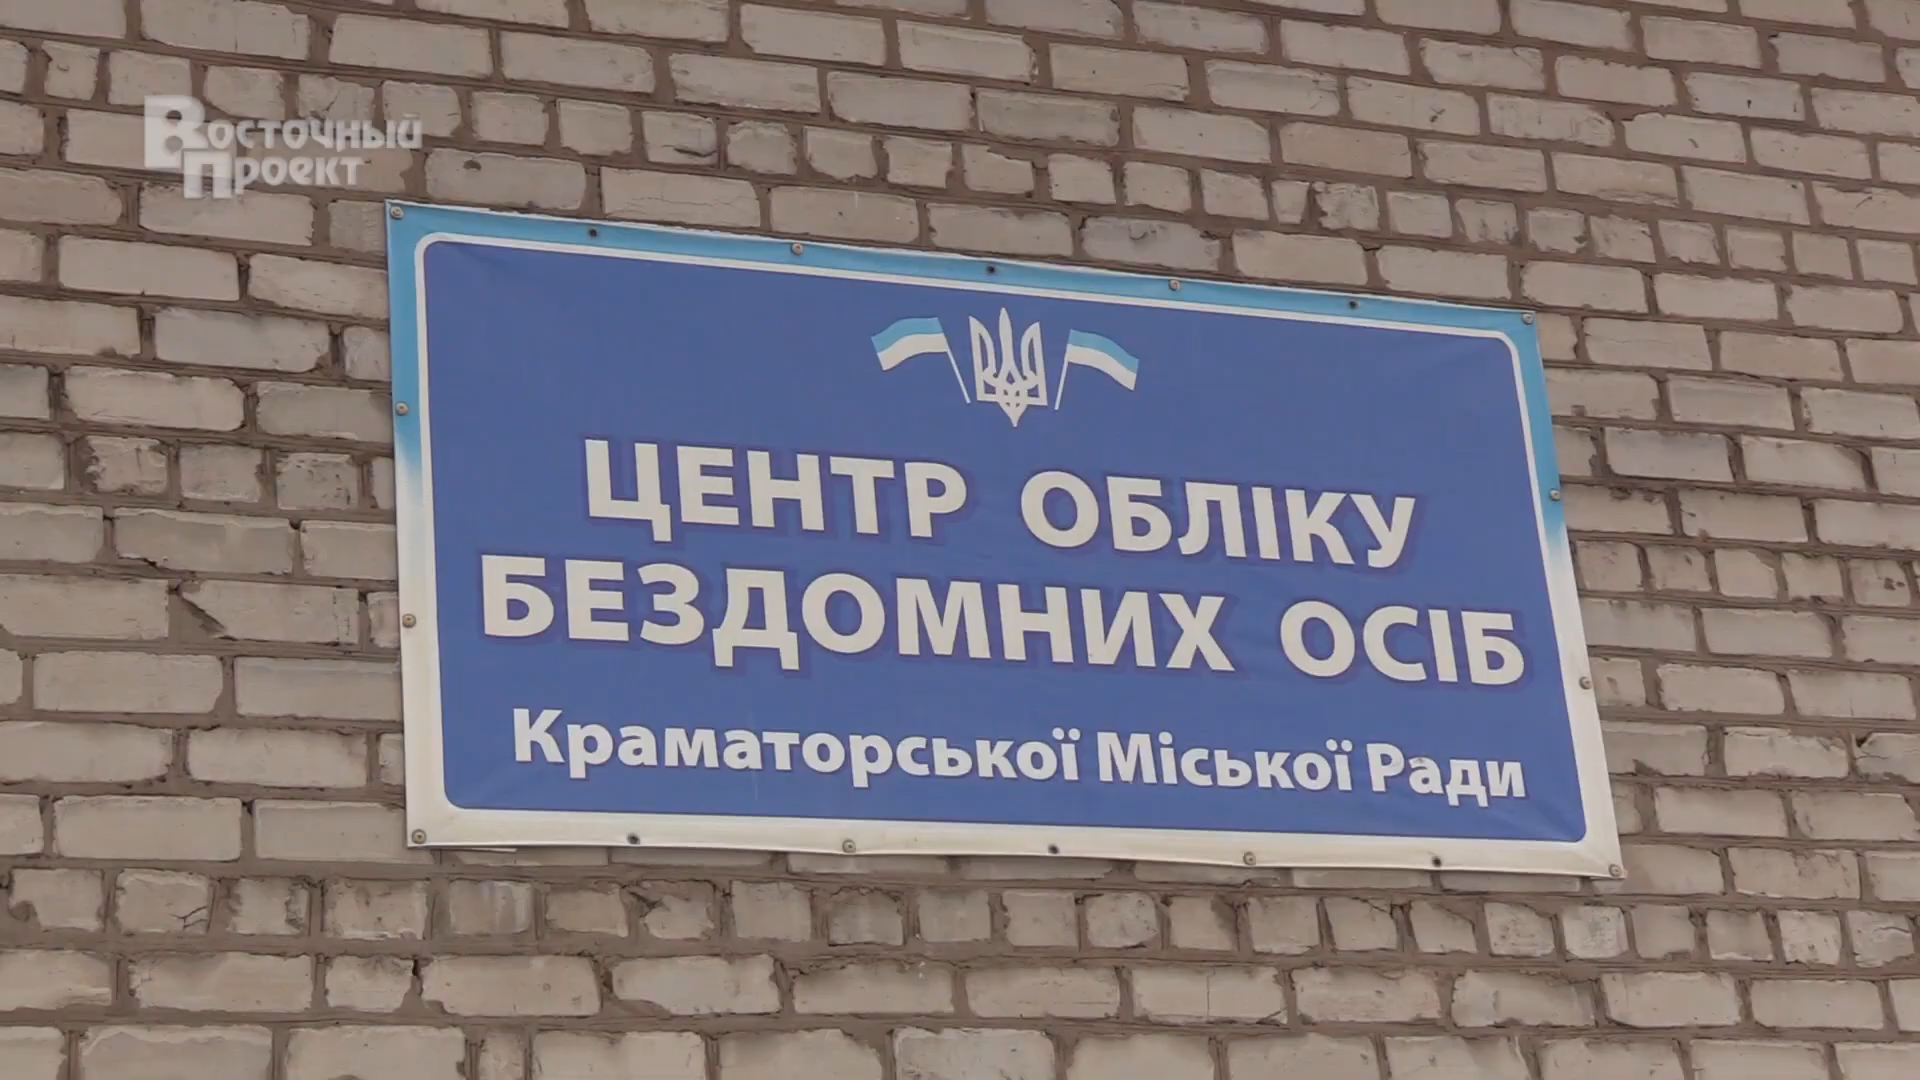 Восточный
Проект
ЦЕНТР ОБЛІКУ
БЕЗДОМНИХ ОСІБ
Краматорської Міської Ради